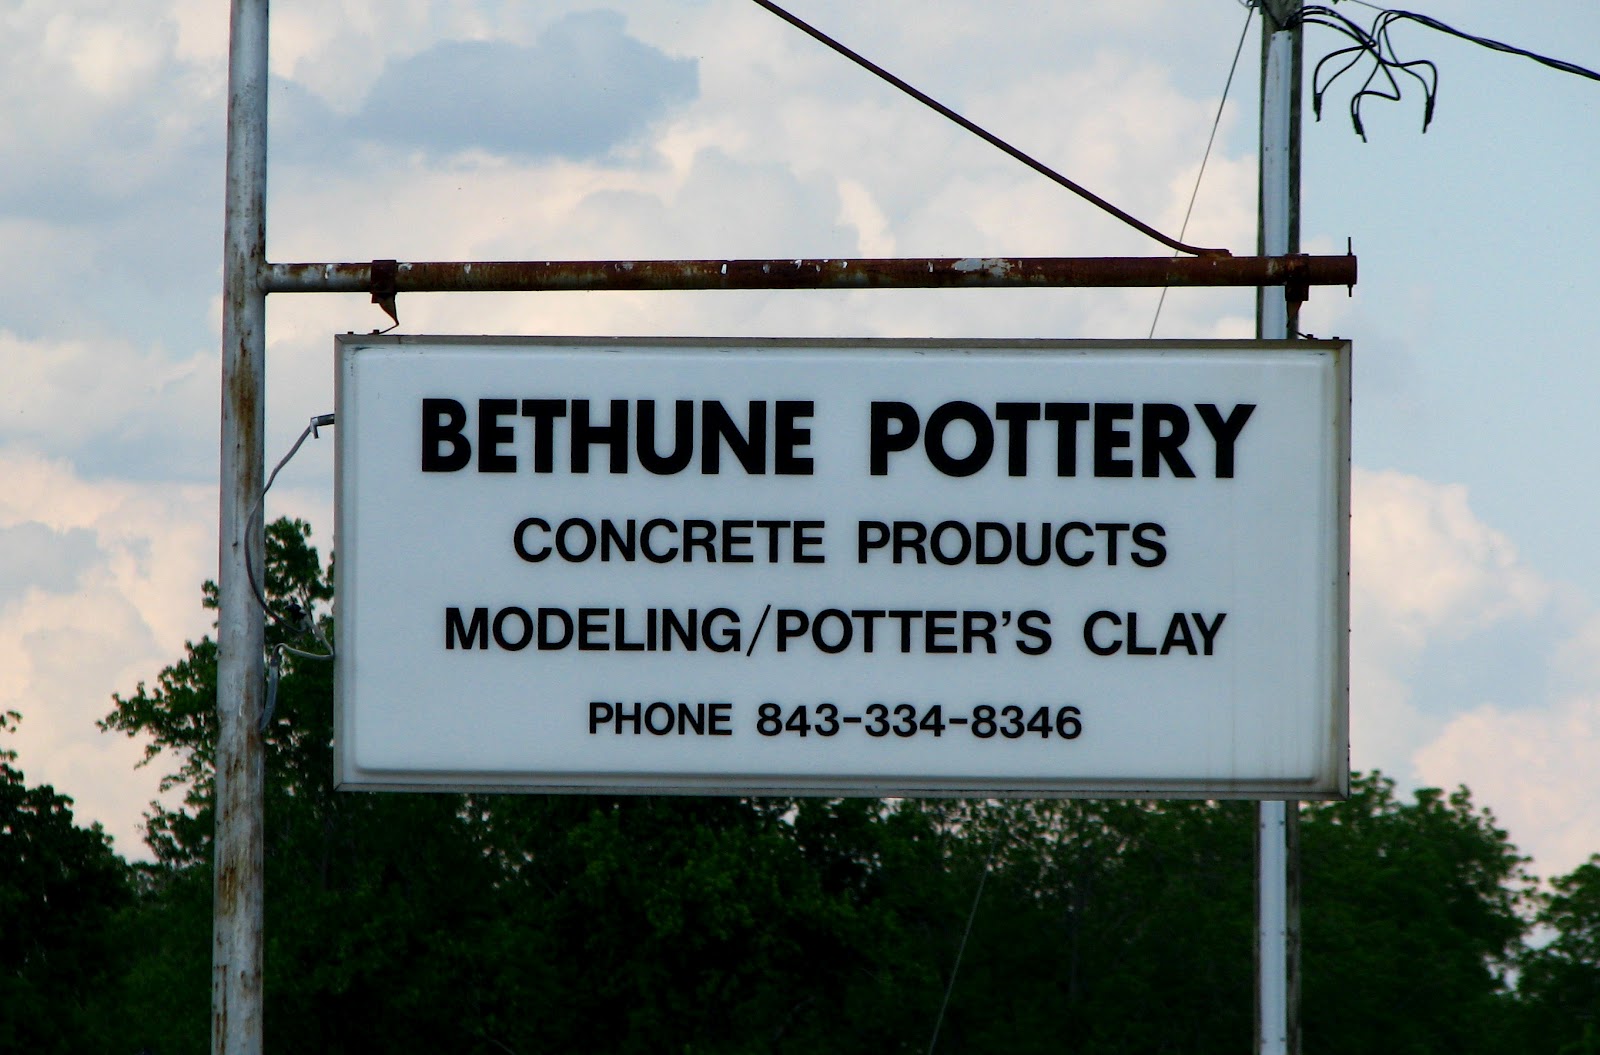 BETHUNE POTTERY
CONCRETE PRODUCTS
MODELING/POTTER'S CLAY
PHONE 843-334-8346